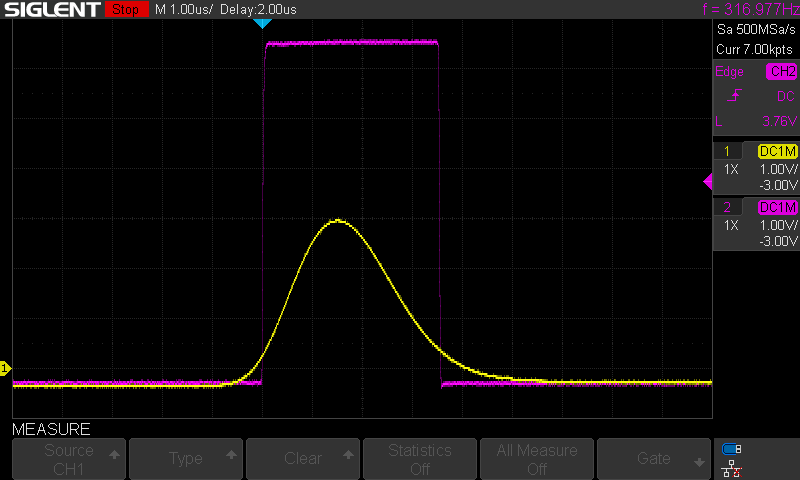 SIGLENT Stop M 1.00us/ Delay:2.00us f = 316.977Hz
Sa 500MSa/s
Curr 7.00kpts
Edge CH2
DC
L 3.76V
1 DC1M
1X 1.00V/
-3.00V
2 DC1M
1X 1.00V/
-3.00V
1
MEASURE
Source CH1
Type
Clear
Statistics Off
All Measure Off
Gate